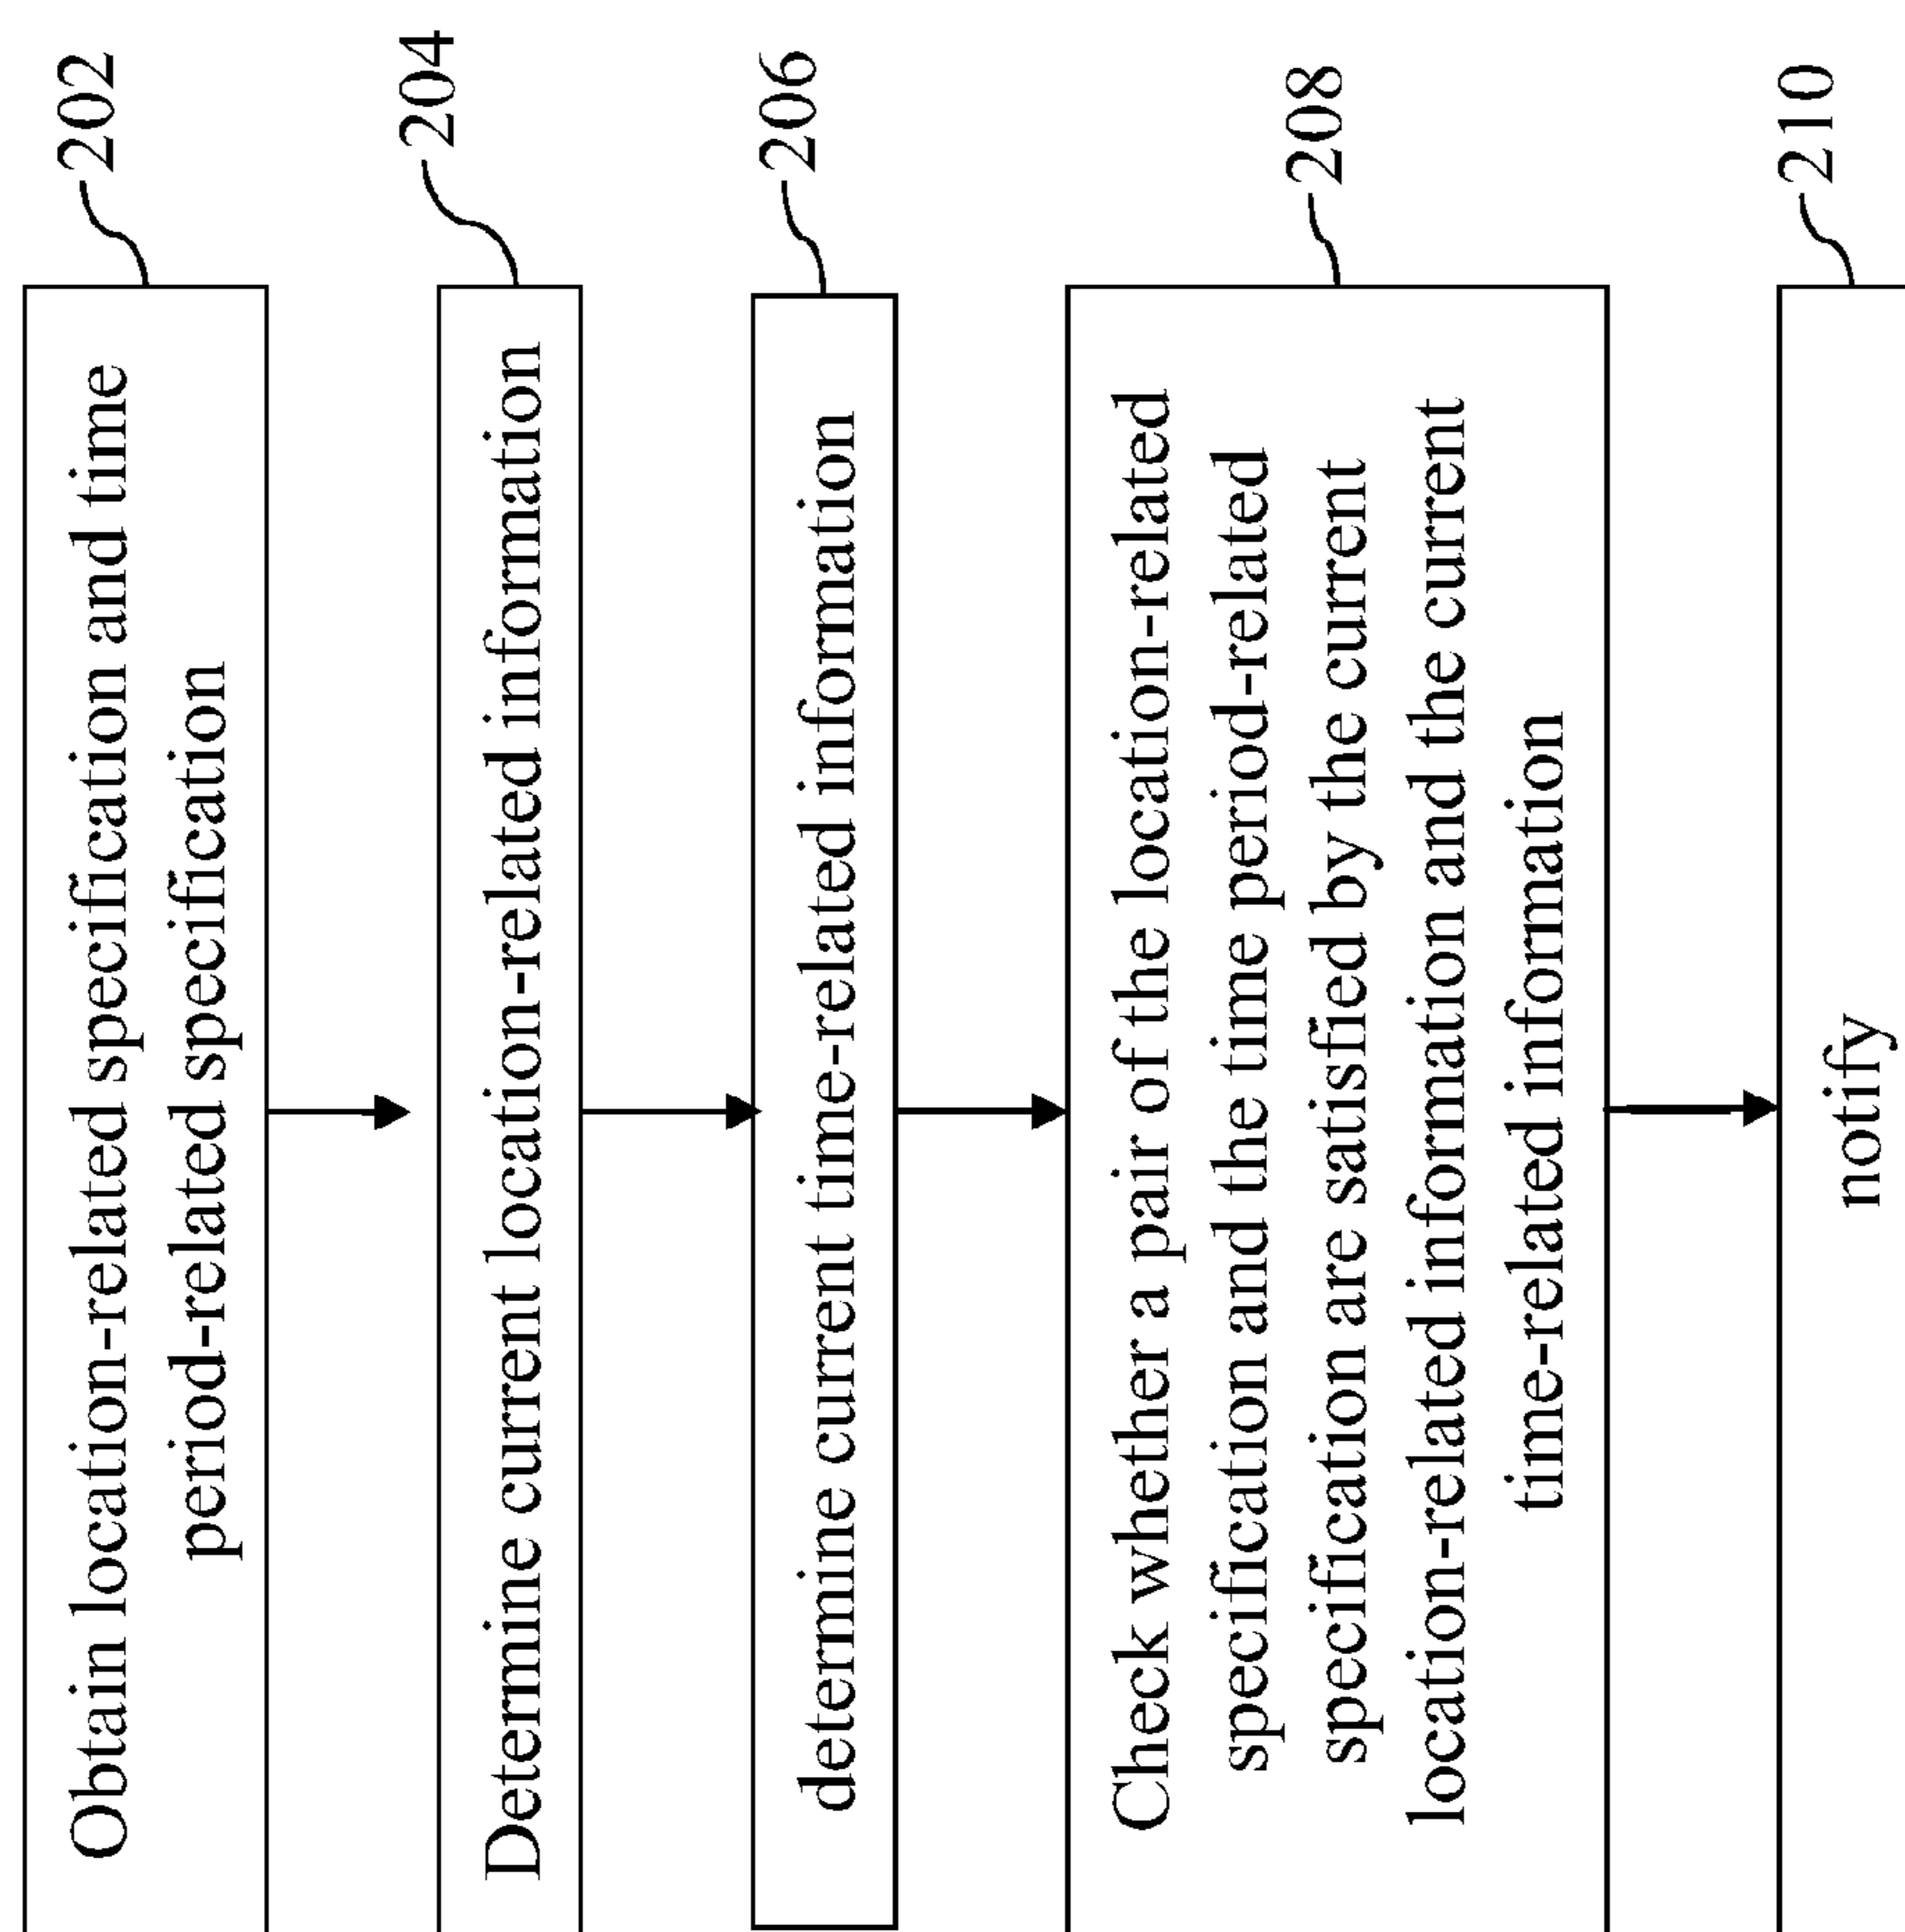 Obtain location-related specification and time
period-related specification
202
Determine current location-related information
204
determine current time-related information
206
Check whether a pair of the location-related
specification and the time period-related
specification are satisfied by the current
location-related information and the current
time-related information
208
notify
210